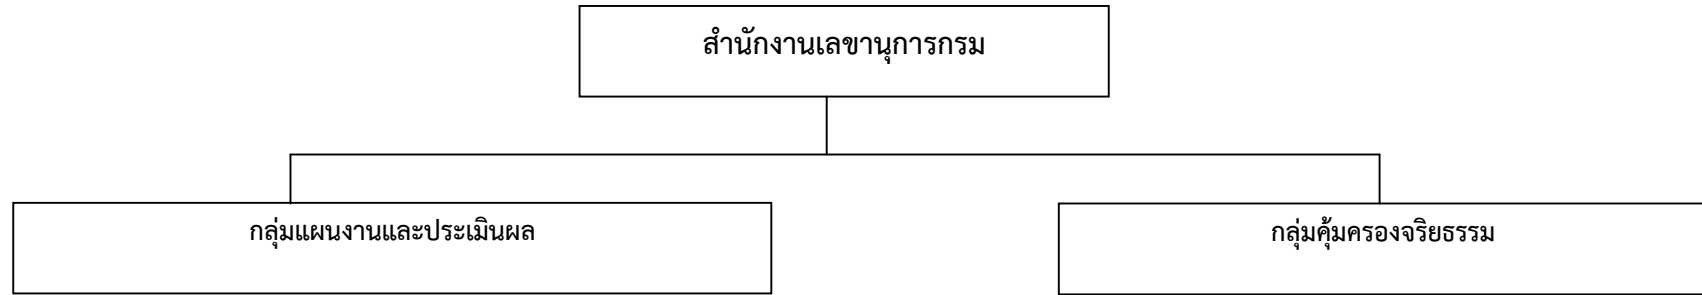 สำนักงานเลขานุการกรม
กลุ่มแผนงานและประเมินผล
กลุ่มคุ้มครองจริยธรรม